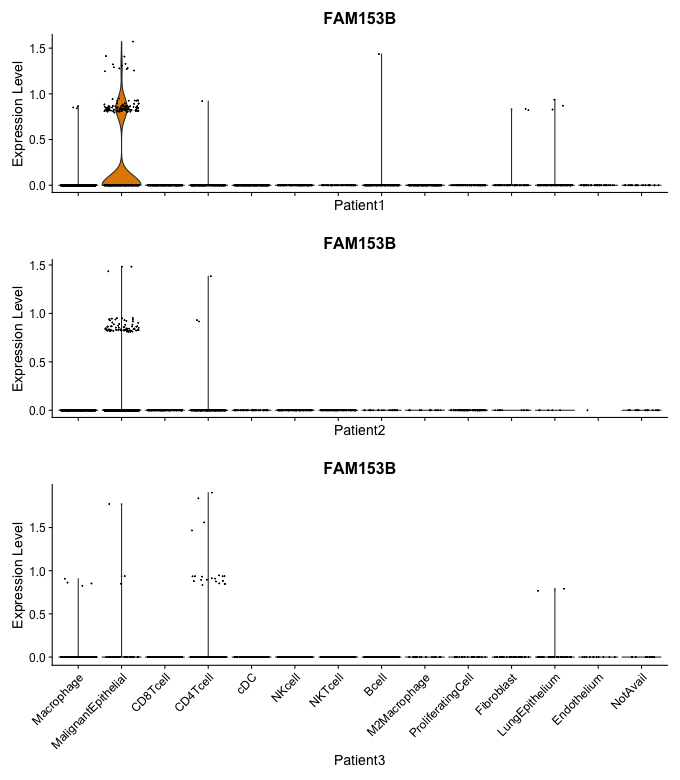 FAM153B
Expression Level
1.5
1.0
0.5
0.0
Patient1
FAM153B
Expression Level
1.5
1.0
0.5
0.0
Patient2
FAM153B
Expression Level
1.5
1.0
0.5
0.0
Macrophage
MalignantEpithelial
CD8Tcell
CD4Tcell
cDC
NKcell
NKTcell
Bcell
M2Macrophage
ProliferatingCell
Fibroblast
LungEpithelium
Endothelium
NotAvail
Patient3